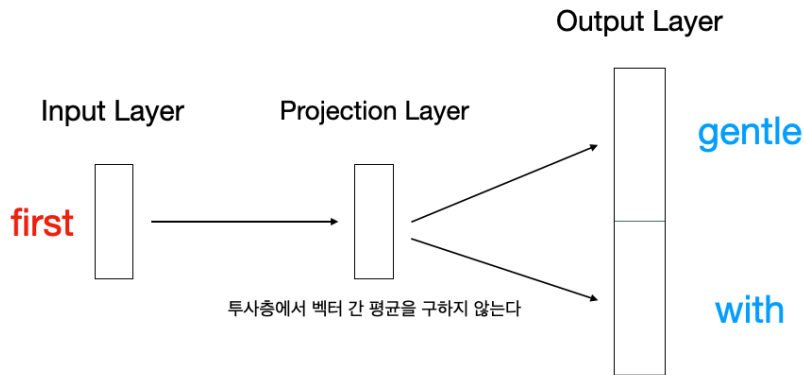 Output Layer
Input Layer
Projection Layer
gentle
first
투사층에서 벡터 간 평균을 구하지 않는다
with